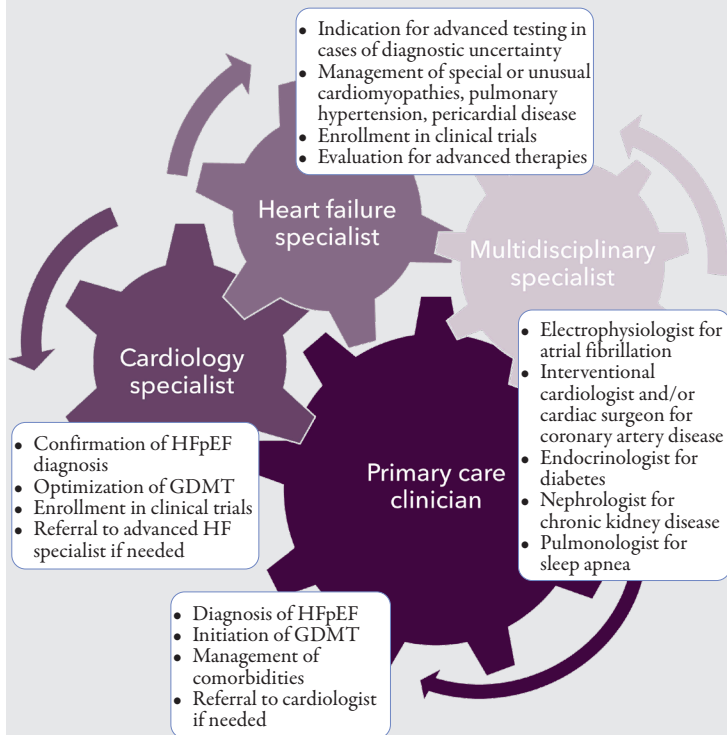 • Indication for advanced testing in
cases of diagnostic uncertainty
• Management of special or unusual
cardiomyopathies, pulmonary
hypertension, pericardial disease
• Enrollment in clinical trials
• Evaluation for advanced therapies
Heart failure
specialist
Multidisciplinary
specialist
• Electrophysiologist for
atrial fibrillation
• Interventional
cardiologist and/or
cardiac surgeon for
coronary artery disease
• Endocrinologist for
diabetes
• Nephrologist for
chronic kidney disease
• Pulmonologist for
sleep apnea
Cardiology
specialist
• Confirmation of HFpEF
diagnosis
• Optimization of GDMT
• Enrollment in clinical trials
• Referral to advanced HF
specialist if needed
Primary care
clinician
• Diagnosis of HFpEF
• Initiation of GDMT
• Management of
comorbidities
• Referral to cardiologist
if needed